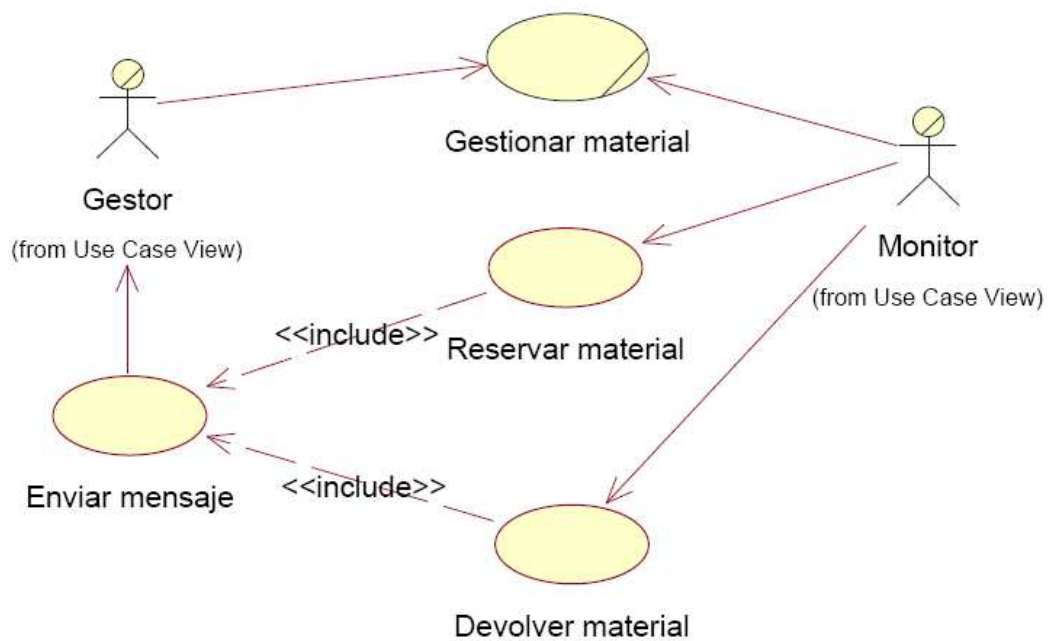 Gestionar material
Gestor
(from Use Case View)
Monitor
(from Use Case View)
<<include>>
Reservar material
Enviar mensaje
<<include>>
Devolver material